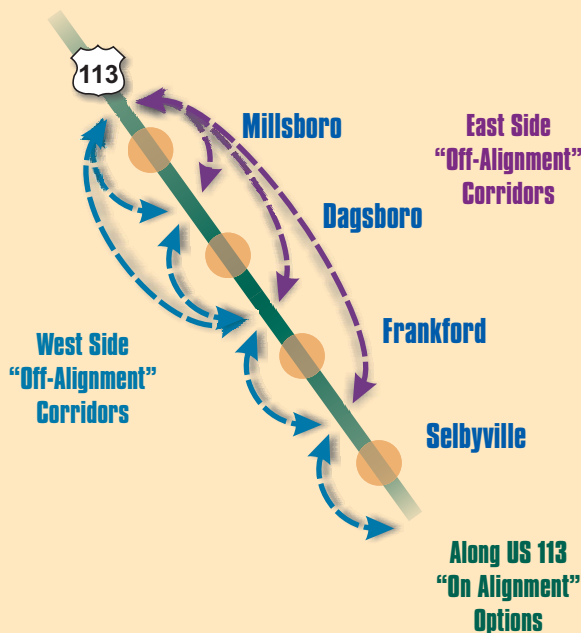 113
Millsboro
East Side
“Off-Alignment”
Corridors
Dagsboro
Frankford
West Side
“Off-Alignment”
Corridors
Selbyville
Along US 113
“On Alignment”
Options